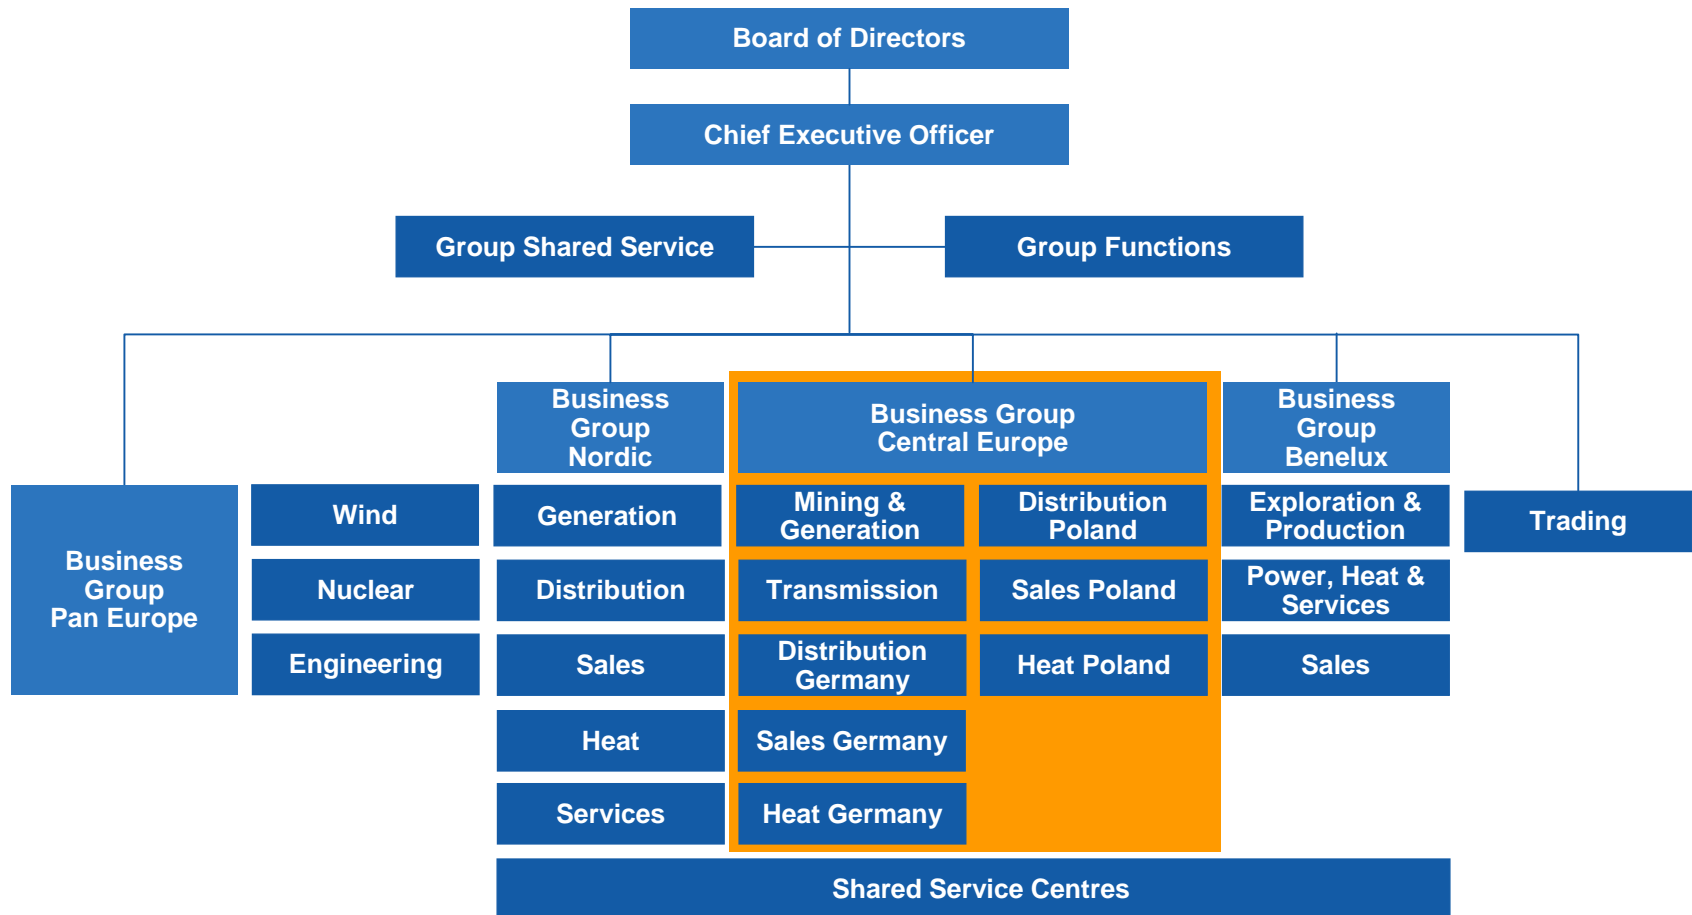 Board of Directors
Chief Executive Officer
Group Shared Service
Group Functions
Business
Group
Nordic
Business Group
Central Europe
Business
Group
Benelux
Business
Group
Pan Europe
Wind
Nuclear
Engineering
Generation
Distribution
Sales
Heat
Services
Mining &
Generation
Transmission
Distribution
Germany
Sales Germany
Heat Germany
Distribution
Poland
Sales Poland
Heat Poland
Exploration &
Production
Power, Heat &
Services
Sales
Trading
Shared Service Centres